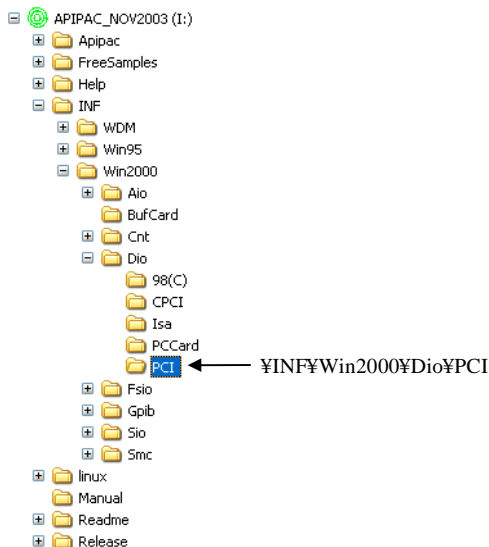 APIPAC_NOV2003 (I:)
Apipac
FreeSamples
Help
INF
WDM
Win95
Win2000
Aio
BufCard
Cnt
Dio
98(C)
CPCI
Isa
PCCard
PCI ¥INF¥Win2000¥Dio¥PCI
Fsio
Gpib
Sio
Smc
linux
Manual
Readme
Release